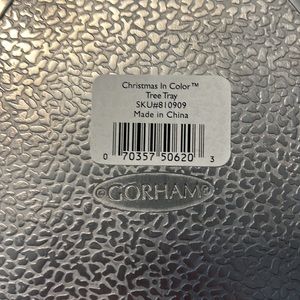 Christmas In Color™
Tree Tray
SKU#810909
Made in China
0 70357 50620 3
©GORHAM®